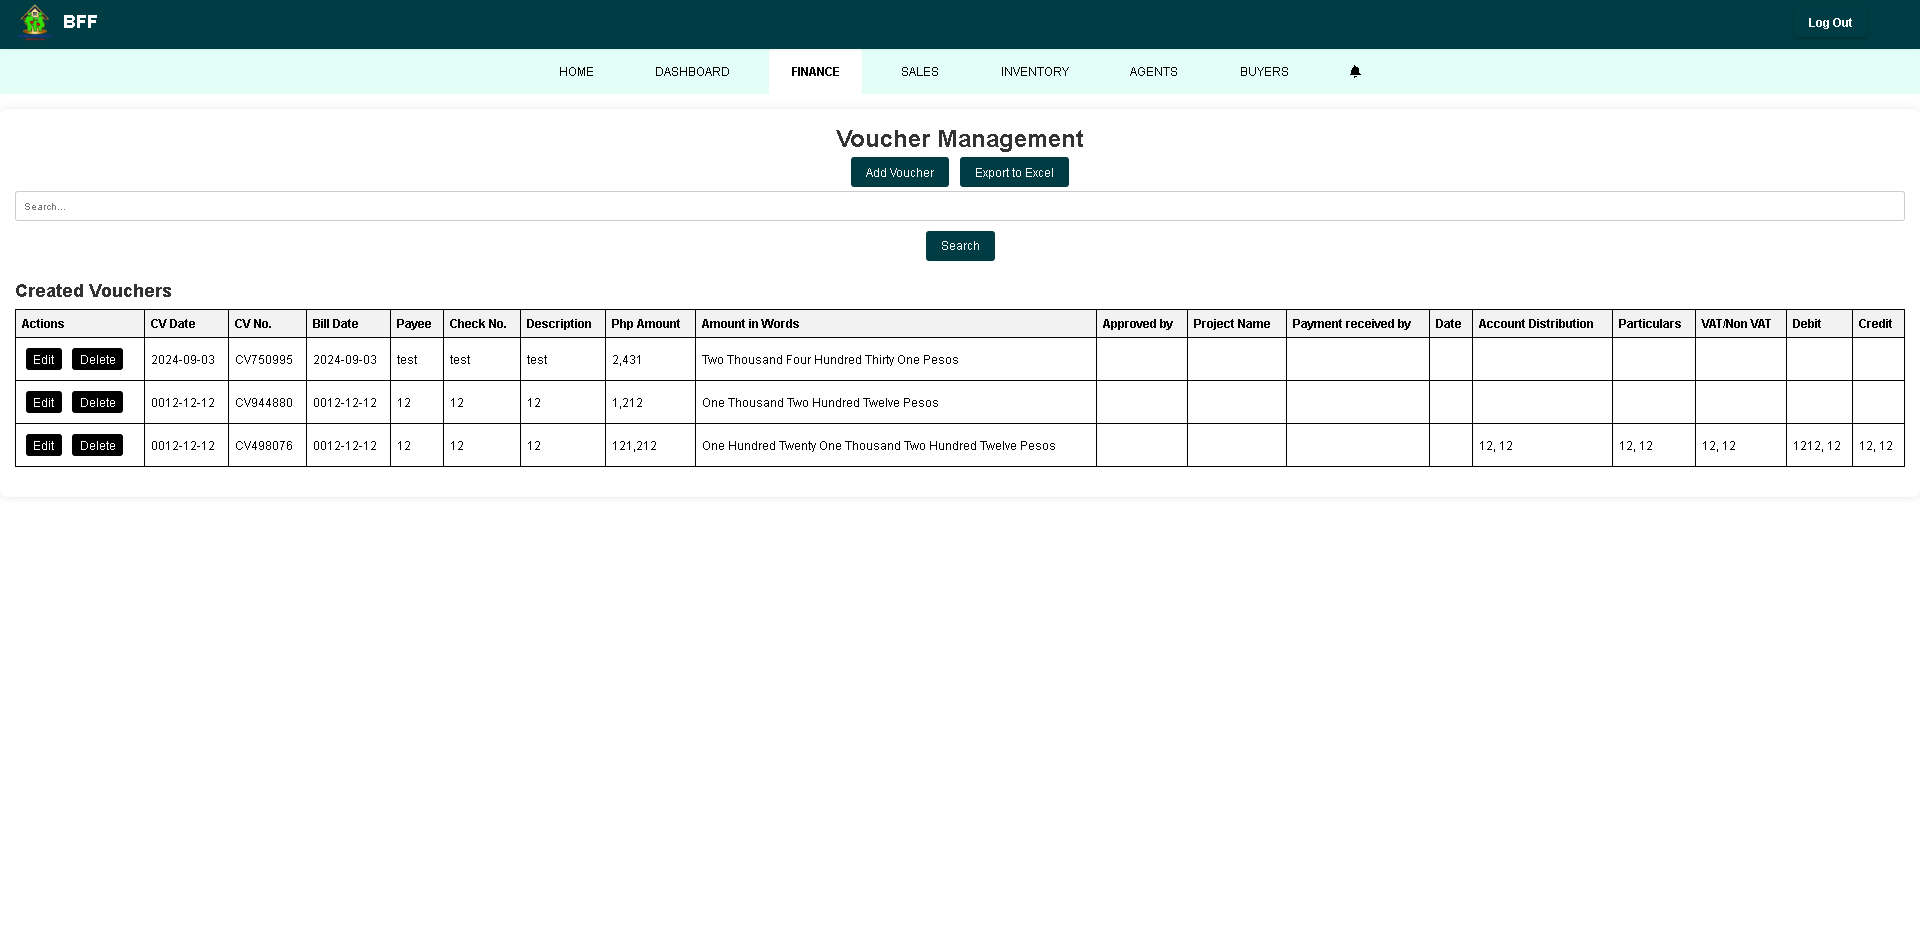 BFF
Log Out
HOME DASHBOARD FINANCE SALES INVENTORY AGENTS BUYERS
Voucher Management
Add Voucher Export to Excel
Search...
Search
Created Vouchers
Actions CV Date CV No. Bill Date Payee Check No. Description Php Amount Amount in Words Approved by Project Name Payment received by Date Account Distribution Particulars VAT/Non VAT Debit Credit
Edit Delete 2024-09-03 CV750995 2024-09-03 test test test 2,431 Two Thousand Four Hundred Thirty One Pesos
Edit Delete 0012-12-12 CV944880 0012-12-12 12 12 12 1,212 One Thousand Two Hundred Twelve Pesos
Edit Delete 0012-12-12 CV498076 0012-12-12 12 12 12 121,212 One Hundred Twenty One Thousand Two Hundred Twelve Pesos 12, 12 12, 12 12, 12 1212, 12 12, 12